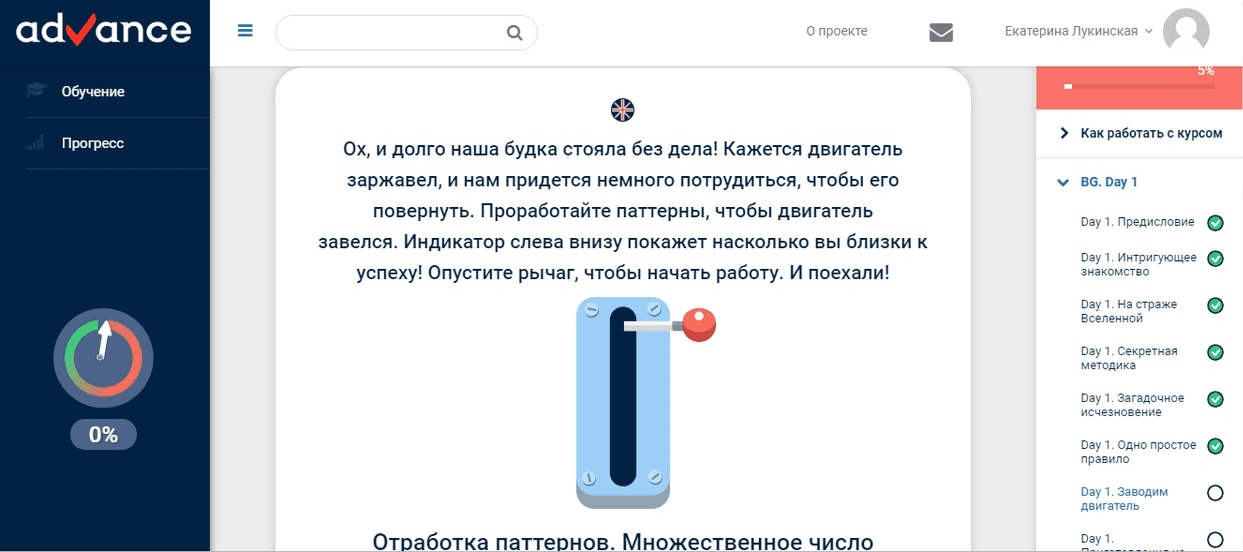 advance
О проекте
Екатерина Лукинская
Обучение
Прогресс
0%
Ох, и долго наша будка стояла без дела! Кажется двигатель
заржавел, и нам придется немного потрудиться, чтобы его
повернуть. Проработайте паттерны, чтобы двигатель
завелся. Индикатор слева внизу покажет насколько вы близки к
успеху! Опустите рычаг, чтобы начать работу. И поехали!
Отработка паттернов. Множественное число
5%
Как работать с курсом
BG. Day 1
Day 1. Предисловие
Day 1. Интригующее
знакомство
Day 1. На страже
Вселенной
Day 1. Секретная
методика
Day 1. Загадочное
исчезновение
Day 1. Одно простое
правило
Day 1. Заводим
двигатель
Day 1.